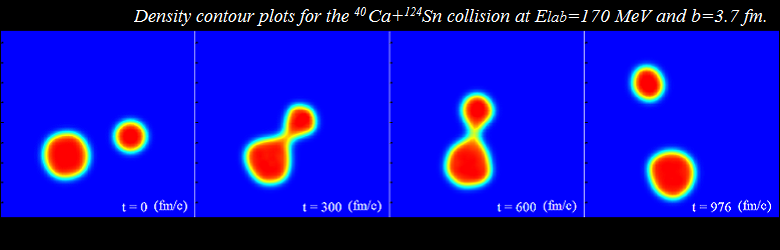 Density contour plots for the ⁴⁰Ca+¹²⁴Sn collision at Elab=170 MeV and b=3.7 fm.
t = 0 (fm/c)
t = 300 (fm/c)
t = 600 (fm/c)
t = 976 (fm/c)